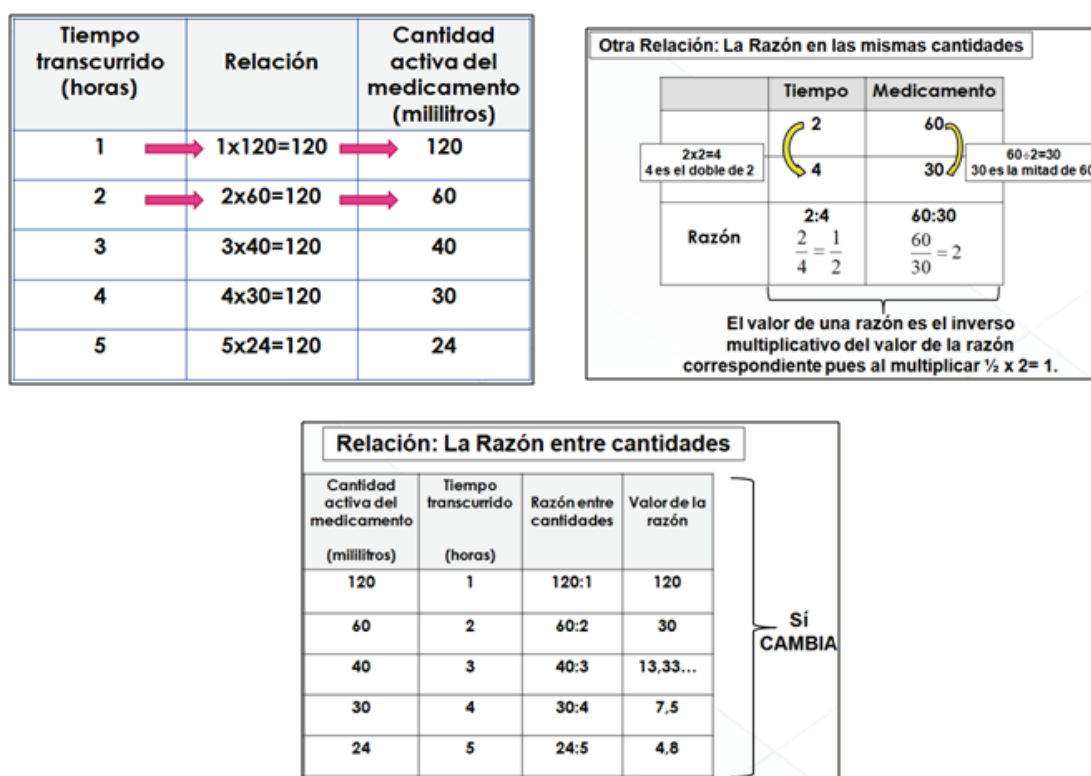 Tiempo transcurrido (horas) Relación Cantidad activa del medicamento (mililitros)
1 1x120=120 120
2 2x60=120 60
3 3x40=120 40
4 4x30=120 30
5 5x24=120 24
Otra Relación: La Razón en las mismas cantidades
Tiempo Medicamento
2 60
2x2=4
4 es el doble de 2
4 30
60÷2=30
30 es la mitad de 60
Razón
2:4 60:30
2/4 = 1/2 60/30 = 2
El valor de una razón es el inverso
multiplicativo del valor de la razón
correspondiente pues al multiplicar ½ x 2= 1.
Relación: La Razón entre cantidades
Cantidad activa del medicamento (mililitros) Tiempo transcurrido (horas) Razón entre cantidades Valor de la razón
120 1 120:1 120
60 2 60:2 30
40 3 40:3 13,33...
30 4 30:4 7,5
24 5 24:5 4,8
Sí
CAMBIA